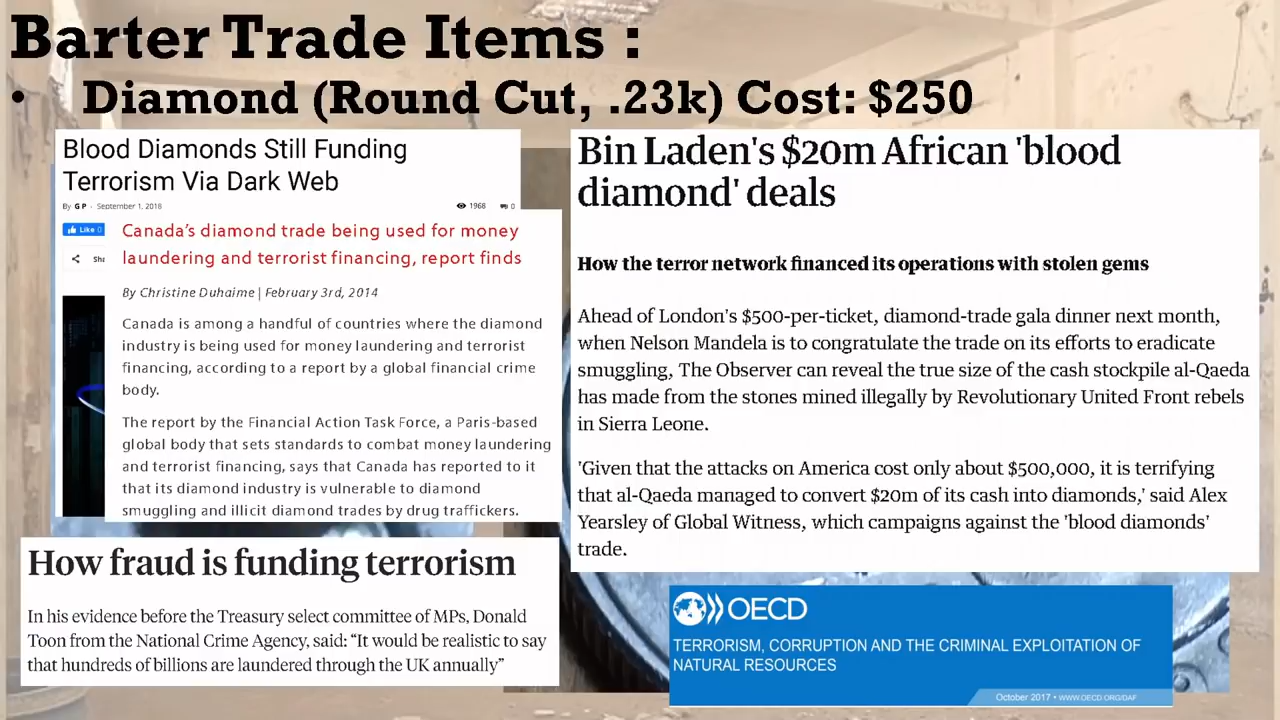 Barter Trade Items :
• Diamond (Round Cut, .23k) Cost: $250
Blood Diamonds Still Funding
Terrorism Via Dark Web
By G P - September 1, 2018 1968 0
Like 0
Sha
Canada's diamond trade being used for money
laundering and terrorist financing, report finds
By Christine Duhaime | February 3rd, 2014
Canada is among a handful of countries where the diamond
industry is being used for money laundering and terrorist
financing, according to a report by a global financial crime
body.
The report by the Financial Action Task Force, a Paris-based
global body that sets standards to combat money laundering
and terrorist financing, says that Canada has reported to it
that its diamond industry is vulnerable to diamond
smuggling and illicit diamond trades by drug traffickers.
How fraud is funding terrorism
In his evidence before the Treasury select committee of MPs, Donald
Toon from the National Crime Agency, said: “It would be realistic to say
that hundreds of billions are laundered through the UK annually”
Bin Laden's $20m African 'blood
diamond' deals
How the terror network financed its operations with stolen gems
Ahead of London's $500-per-ticket, diamond-trade gala dinner next month,
when Nelson Mandela is to congratulate the trade on its efforts to eradicate
smuggling, The Observer can reveal the true size of the cash stockpile al-Qaeda
has made from the stones mined illegally by Revolutionary United Front rebels
in Sierra Leone.
'Given that the attacks on America cost only about $500,000, it is terrifying
that al-Qaeda managed to convert $20m of its cash into diamonds,' said Alex
Yearsley of Global Witness, which campaigns against the 'blood diamonds'
trade.
OECD
TERRORISM, CORRUPTION AND THE CRIMINAL EXPLOITATION OF
NATURAL RESOURCES
October 2017 • WWW.OECD.ORG/DAF